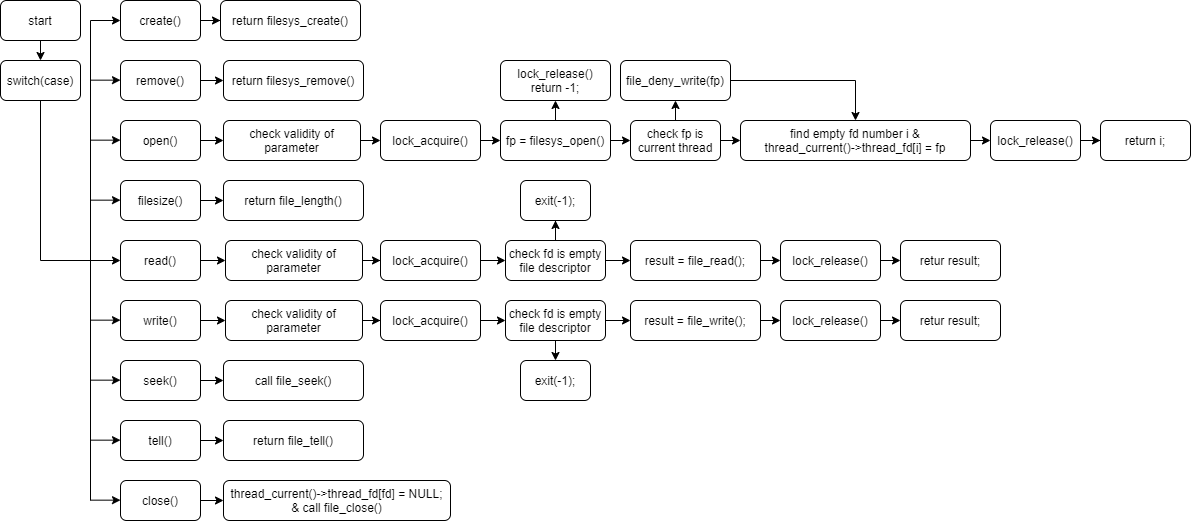 start
create()
return filesys_create()
switch(case)
remove()
return filesys_remove()
lock_release()
return -1;
file_deny_write(fp)
open()
check validity of
parameter
lock_acquire()
fp = filesys_open()
check fp is
current thread
find empty fd number i &
thread_current()->thread_fd[i] = fp
lock_release()
return i;
filesize()
return file_length()
exit(-1);
read()
check validity of
parameter
lock_acquire()
check fd is empty
file descriptor
result = file_read();
lock_release()
retur result;
write()
check validity of
parameter
lock_acquire()
check fd is empty
file descriptor
result = file_write();
lock_release()
retur result;
seek()
call file_seek()
exit(-1);
tell()
return file_tell()
close()
thread_current()->thread_fd[fd] = NULL;
& call file_close()